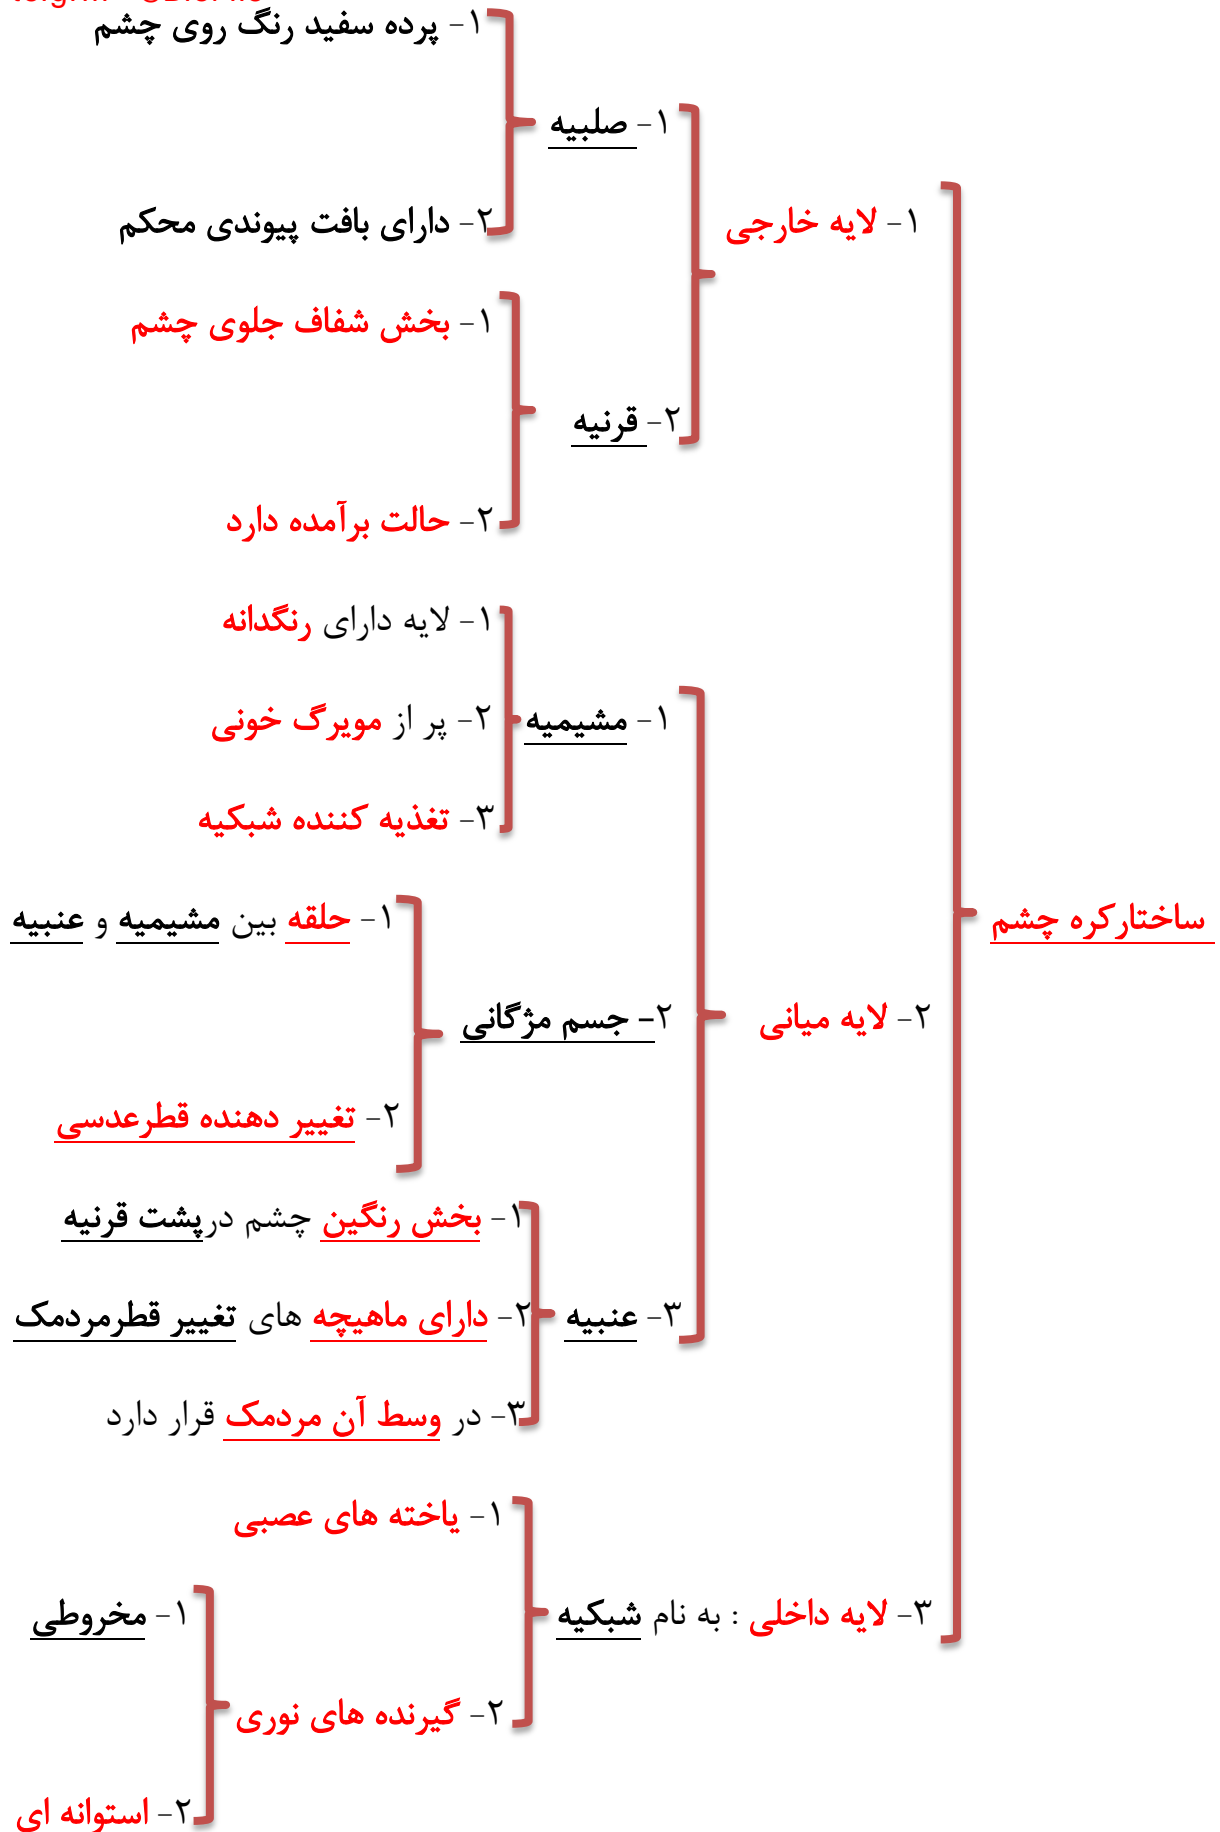 ۱- پرده سفید رنگ روی چشم
۱- صلبیه
۲- دارای بافت پیوندی محکم
۱- لایه خارجی
۱- بخش شفاف جلوی چشم
۲- قرنیه
۲- حالت برآمده دارد
۱- لایه دارای رنگدانه
۱- مشیمیه
۲- پر از مویرگ خونی
۳- تغذیه کننده شبکیه
ساختارکره چشم
۱- حلقه بین مشیمیه و عنبیه
۲- لایه میانی
۲- جسم مژگانی
۲- تغییر دهنده قطرعدسی
۱- بخش رنگین چشم درپشت قرنیه
۳- عنبیه
۲- دارای ماهیچه های تغییر قطرمردمک
۳- در وسط آن مردمک قرار دارد
۱- یاخته های عصبی
۳- لایه داخلی : به نام شبکیه
۱- مخروطی
۲- گیرنده های نوری
۲- استوانه ای